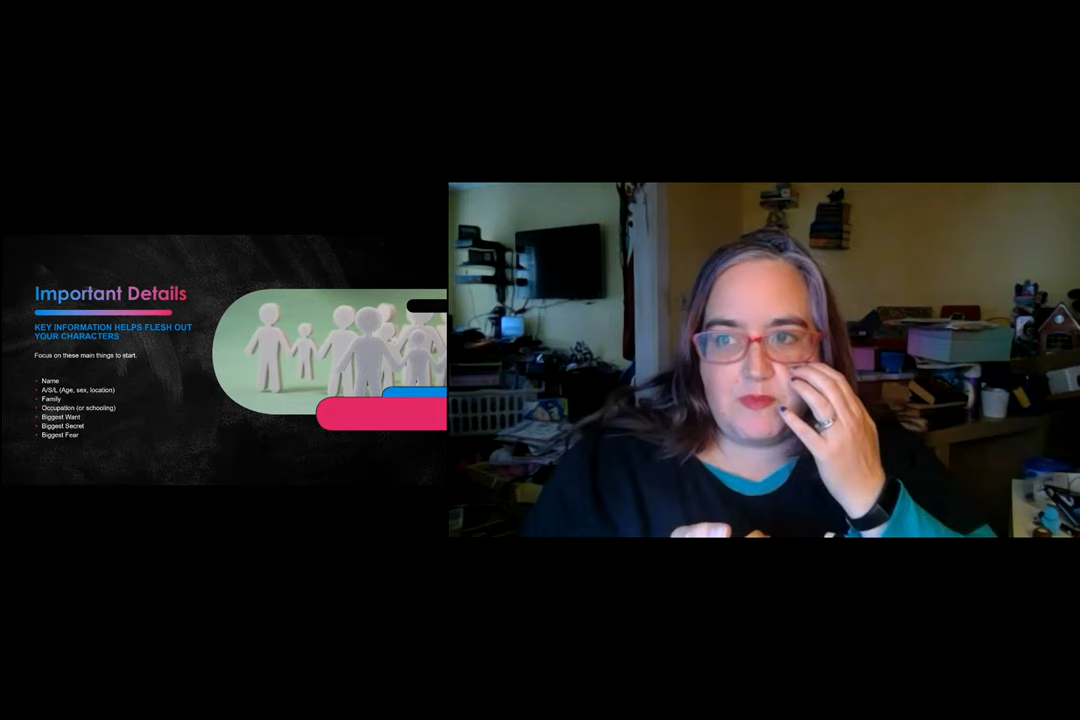 Important Details
KEY INFORMATION HELPS FLESH OUT
YOUR CHARACTERS
Focus on these main things to start.
Name
A/S/L (Age, sex, location)
Family
Occupation (or schooling)
Biggest Want
Biggest Secret
Biggest Fear